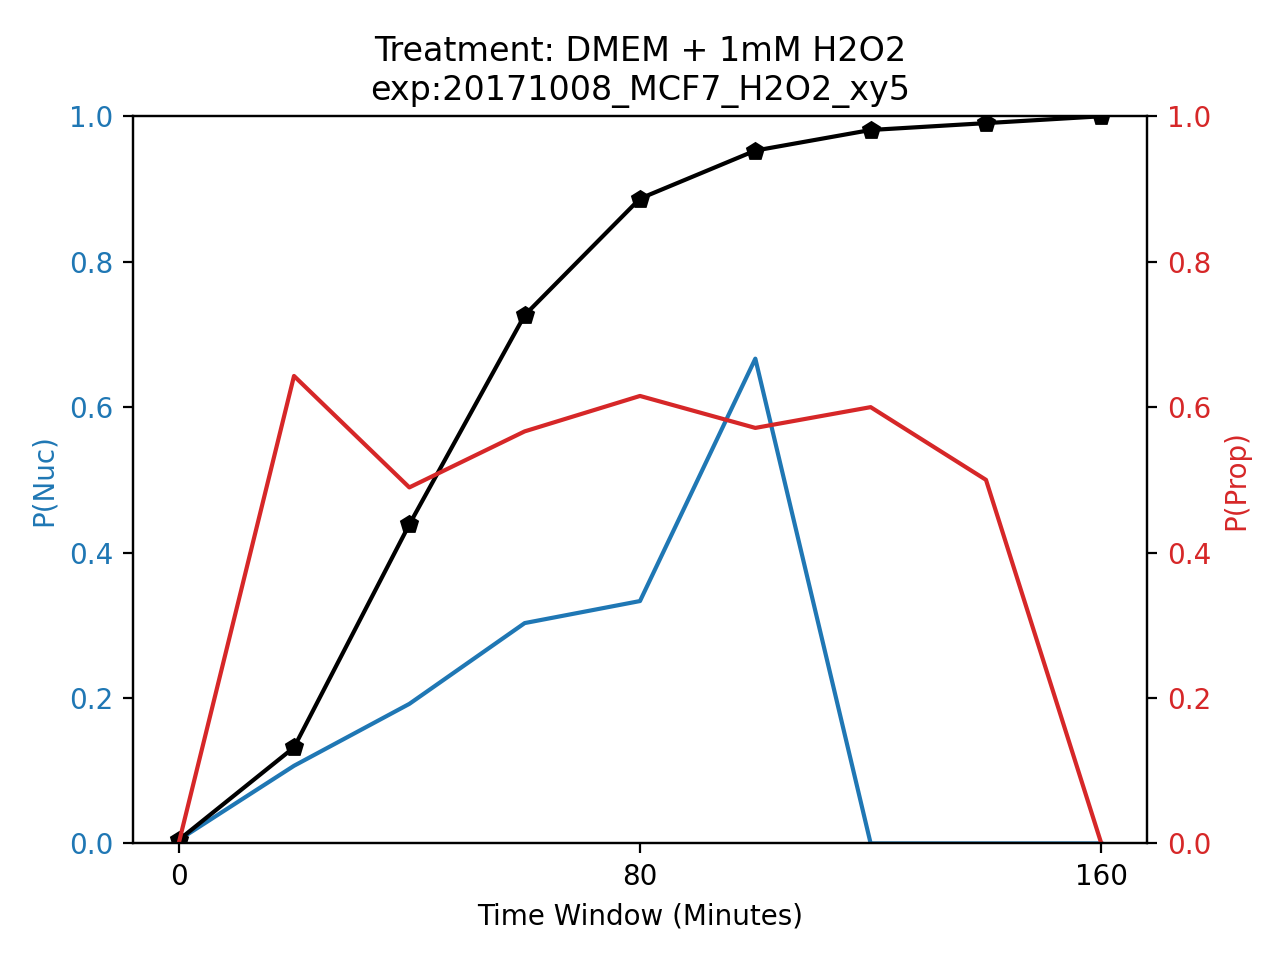 Treatment: DMEM + 1mM H2O2
exp:20171008_MCF7_H2O2_xy5
1.0
0.8
0.6
0.4
0.2
0.0
P(Nuc)
1.0
0.8
0.6
0.4
0.2
0.0
P(Prop)
0 80 160
Time Window (Minutes)